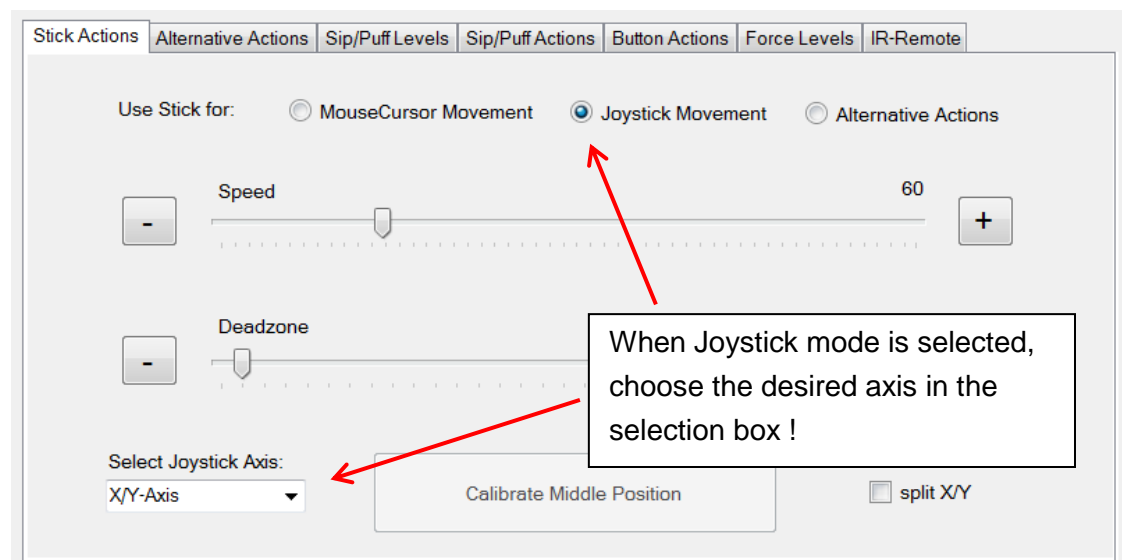 Stick Actions Alternative Actions Sip/Puff Levels Sip/Puff Actions Button Actions Force Levels IR-Remote
Use Stick for: MouseCursor Movement Joystick Movement Alternative Actions
Speed 60
- +
Deadzone
-
When Joystick mode is selected,
choose the desired axis in the
selection box !
Select Joystick Axis:
X/Y-Axis Calibrate Middle Position split X/Y